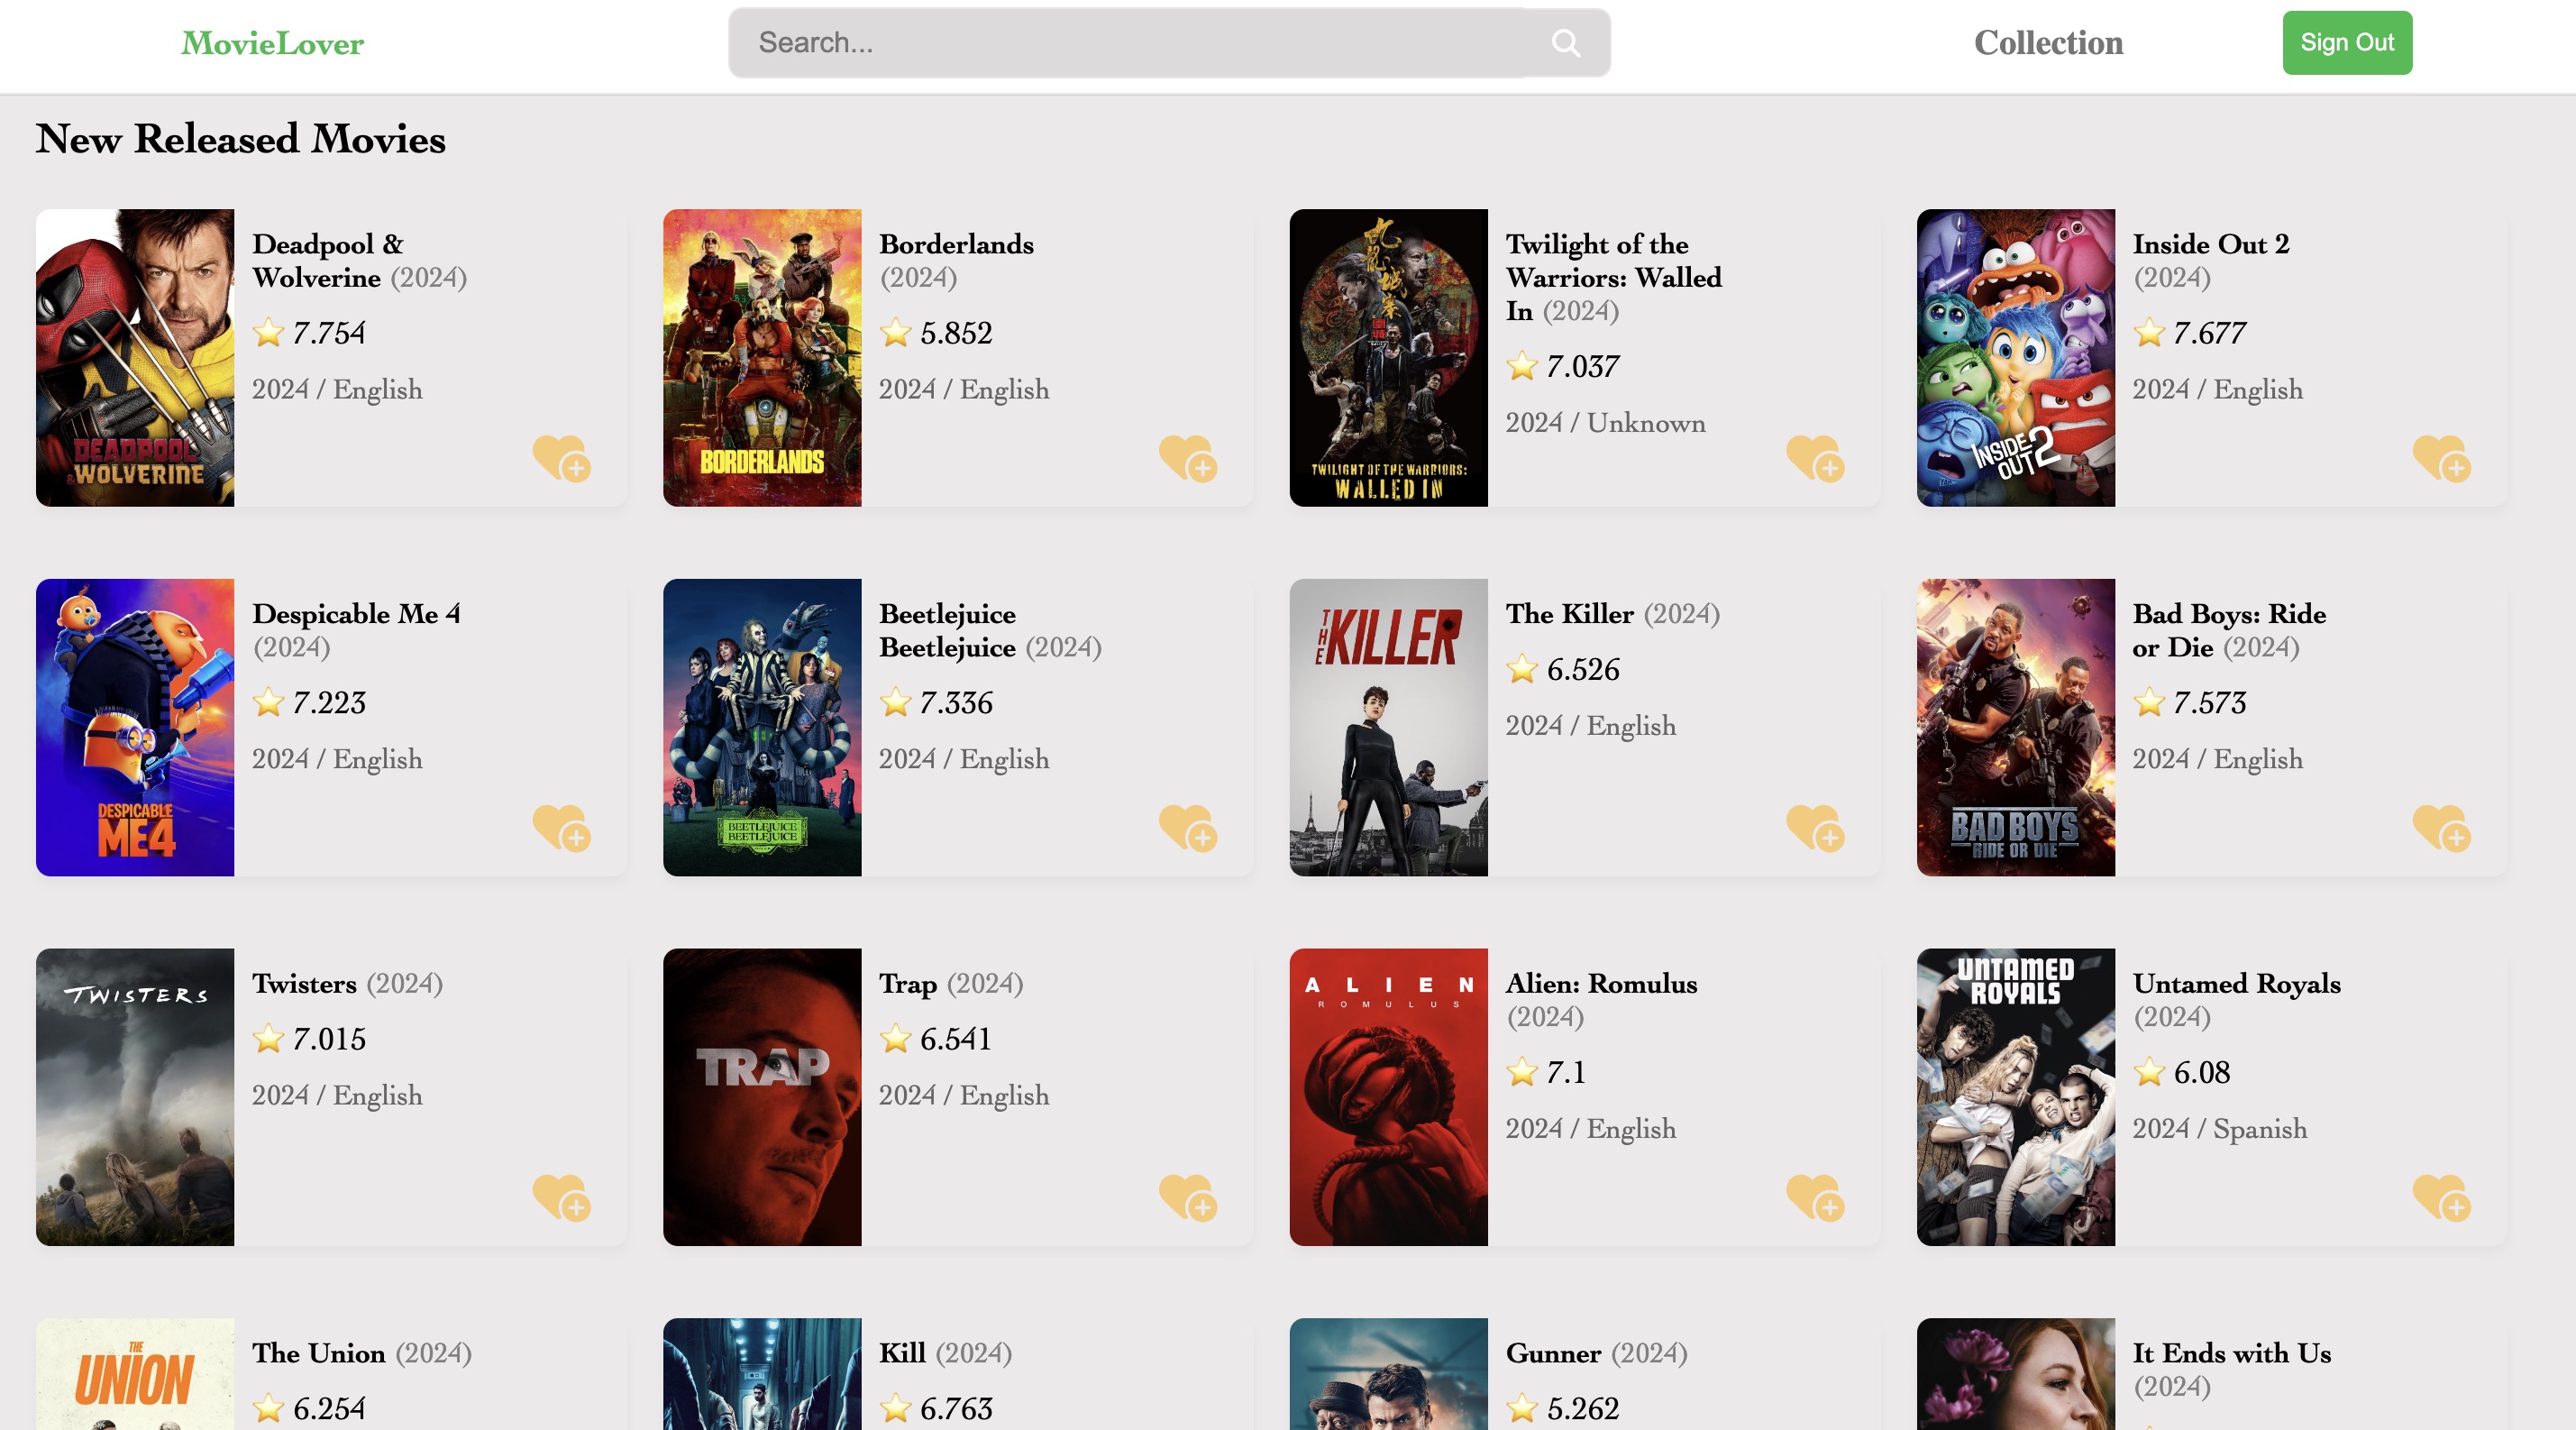 MovieLover
Search...
Collection
Sign Out
New Released Movies
DEADPOOL
& WOLVERINE
Deadpool &
Wolverine (2024)
7.754
2024 / English
BORDERLANDS
Borderlands
(2024)
5.852
2024 / English
九龍城寨
TWILIGHT OF THE WARRIORS:
WALLED IN
Twilight of the
Warriors: Walled
In (2024)
7.037
2024 / Unknown
INSIDE
OUT 2
Inside Out 2
(2024)
7.677
2024 / English
DESPICABLE
ME4
Despicable Me 4
(2024)
7.223
2024 / English
BEETLEJUICE
BEETLEJUICE
Beetlejuice
Beetlejuice (2024)
7.336
2024 / English
THE KILLER
The Killer (2024)
6.526
2024 / English
BAD BOYS
RIDE OR DIE
Bad Boys: Ride
or Die (2024)
7.573
2024 / English
TWISTERS
Twisters (2024)
7.015
2024 / English
TRAP
Trap (2024)
6.541
2024 / English
ALIEN
ROMULUS
Alien: Romulus
(2024)
7.1
2024 / English
UNTAMED
ROYALS
Untamed Royals
(2024)
6.08
2024 / Spanish
THE
UNION
The Union (2024)
6.254
Kill (2024)
6.763
Gunner (2024)
5.262
It Ends with Us
(2024)